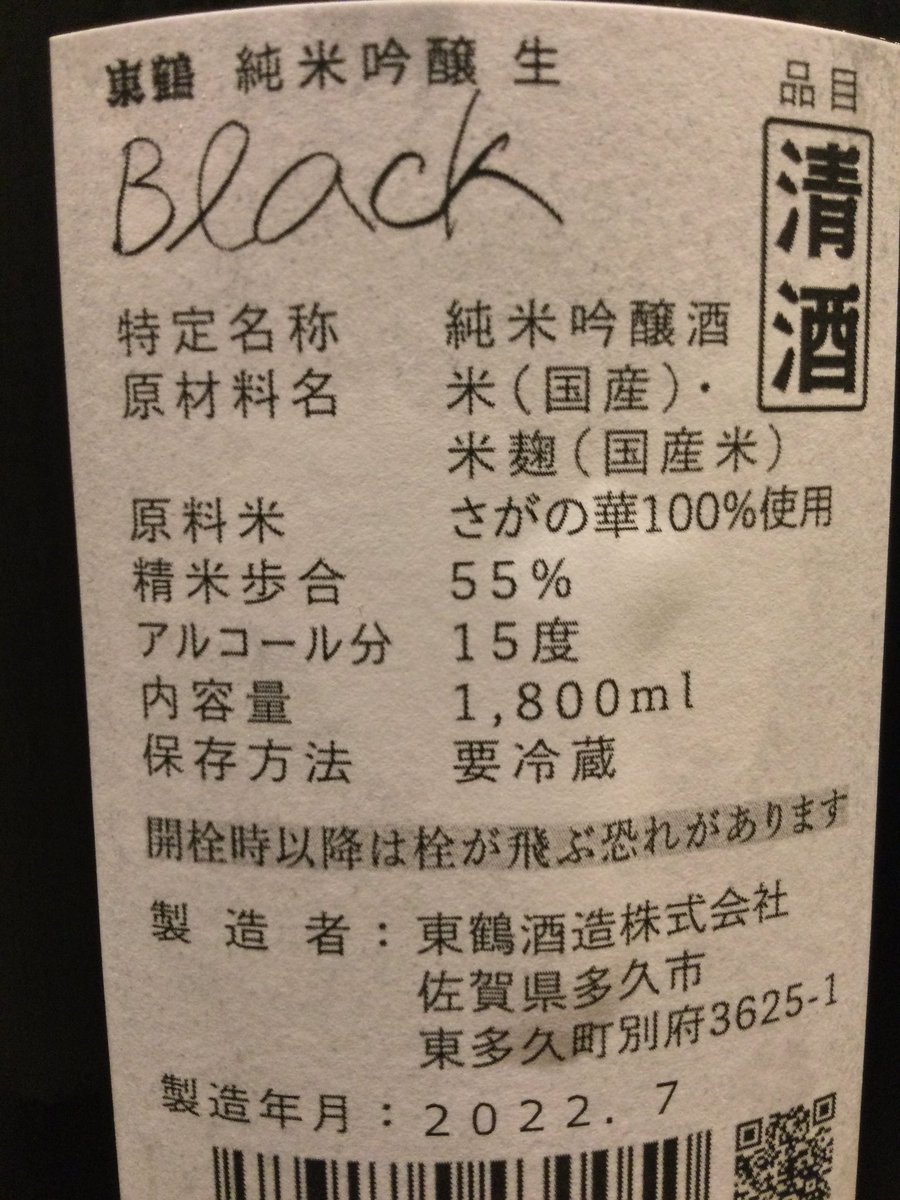 東鶴 純米吟醸 生
Black
品目
清酒
特定名称 純米吟醸酒
原材料名 米(国産)・
米麹(国産米)
原料米 さがの華100%使用
精米歩合 55%
アルコール分 15度
内容量 1,800ml
保存方法 要冷蔵
開栓時以降は栓が飛ぶ恐れがあります
製造者:東鶴酒造株式会社
佐賀県多久市
東多久町別府3625-1
製造年月:2022.7